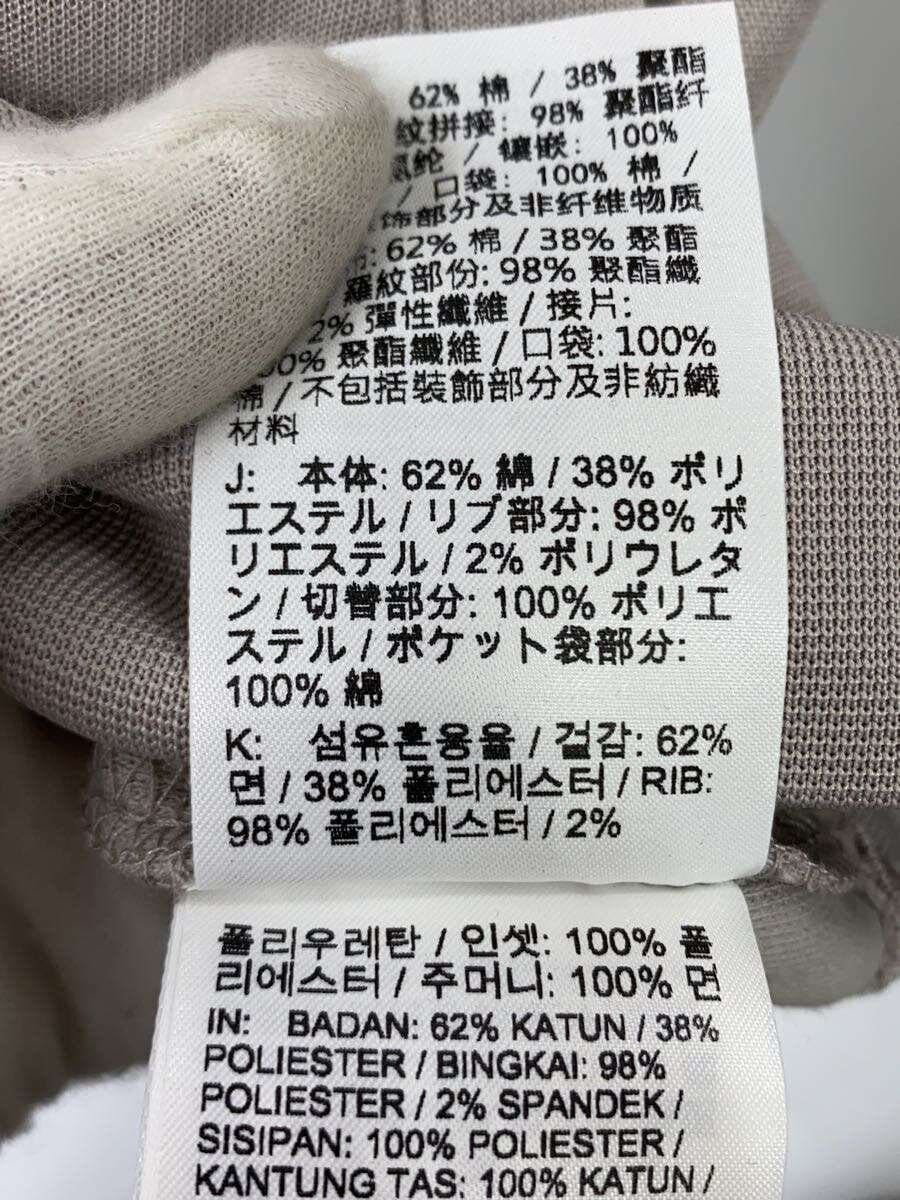 62% 棉 / 38% 聚酯
纹拼接: 98% 聚酯纤
氯纶 / 镶嵌: 100%
/ 口袋: 100% 棉 /
饰部分及非纤维物质
62% 棉 / 38% 聚酯
羅紋部份: 98% 聚酯纖
2% 彈性纖維 / 接片:
00% 聚酯纖維 / 口袋: 100%
棉 / 不包括裝飾部分及非紡織
材料
J: 本体: 62% 綿 / 38% ポリ
エステル / リブ部分: 98% ポ
リエステル / 2% ポリウレタ
ン / 切替部分: 100% ポリエ
ステル / ポケット袋部分:
100% 綿
K: 섬유혼용율 / 겉감: 62%
면 / 38% 폴리에스터 / RIB:
98% 폴리에스터 / 2%
폴리우레탄 / 인셋: 100% 폴
리에스터 / 주머니: 100% 면
IN: BADAN: 62% KATUN / 38%
POLIESTER / BINGKAI: 98%
POLIESTER / 2% SPANDEK /
SISIPAN: 100% POLIESTER /
KANTUNG TAS: 100% KATUN /